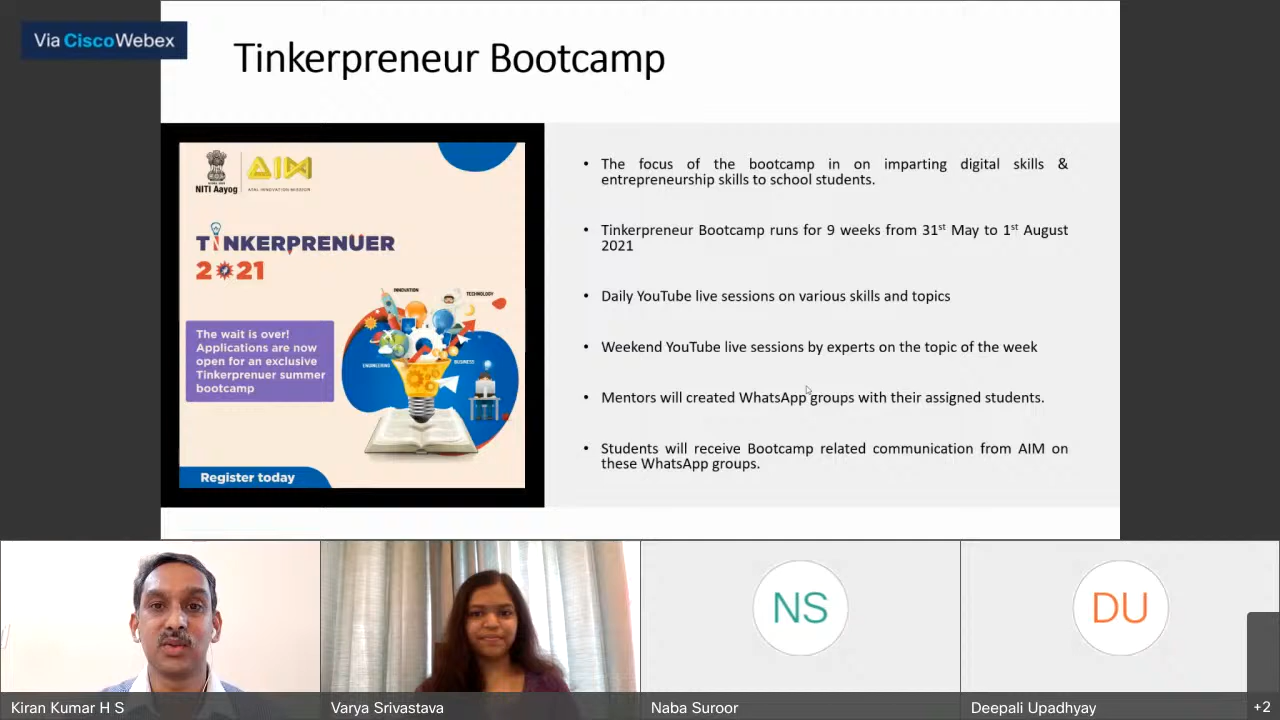 Via Cisco Webex
Tinkerpreneur Bootcamp
NITI Aayog
AIM
ATAL INNOVATION MISSION
TINKERPRENUER
2021
The wait is over!
Applications are now
open for an exclusive
Tinkerprenuer summer
bootcamp
INNOVATION
TECHNOLOGY
ENGINEERING
BUSINESS
Register today
• The focus of the bootcamp in on imparting digital skills &
entrepreneurship skills to school students.
• Tinkerpreneur Bootcamp runs for 9 weeks from 31st May to 1st August
2021
• Daily YouTube live sessions on various skills and topics
• Weekend YouTube live sessions by experts on the topic of the week
• Mentors will created WhatsApp groups with their assigned students.
• Students will receive Bootcamp related communication from AIM on
these WhatsApp groups.
NS
DU
Kiran Kumar H S
Varya Srivastava
Naba Suroor
Deepali Upadhyay
+2